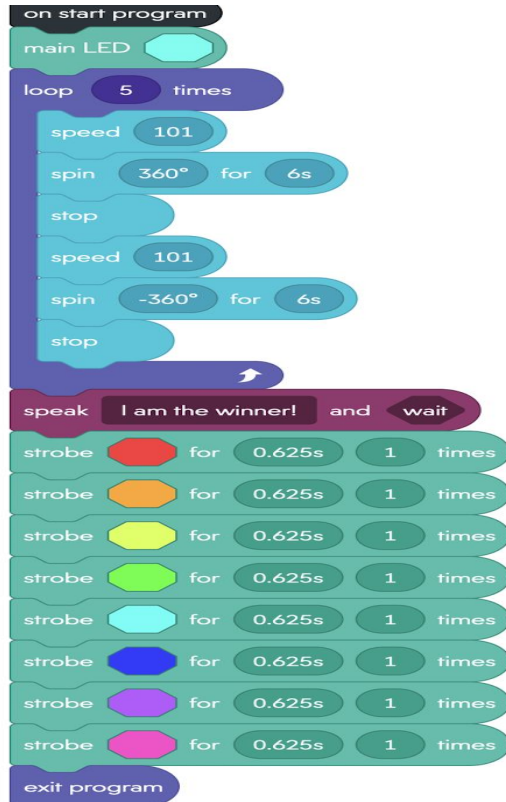 on start program
main LED
loop 5 times
speed 101
spin 360° for 6s
stop
speed 101
spin -360° for 6s
stop
speak I am the winner! and wait
strobe for 0.625s 1 times
strobe for 0.625s 1 times
strobe for 0.625s 1 times
strobe for 0.625s 1 times
strobe for 0.625s 1 times
strobe for 0.625s 1 times
strobe for 0.625s 1 times
strobe for 0.625s 1 times
exit program